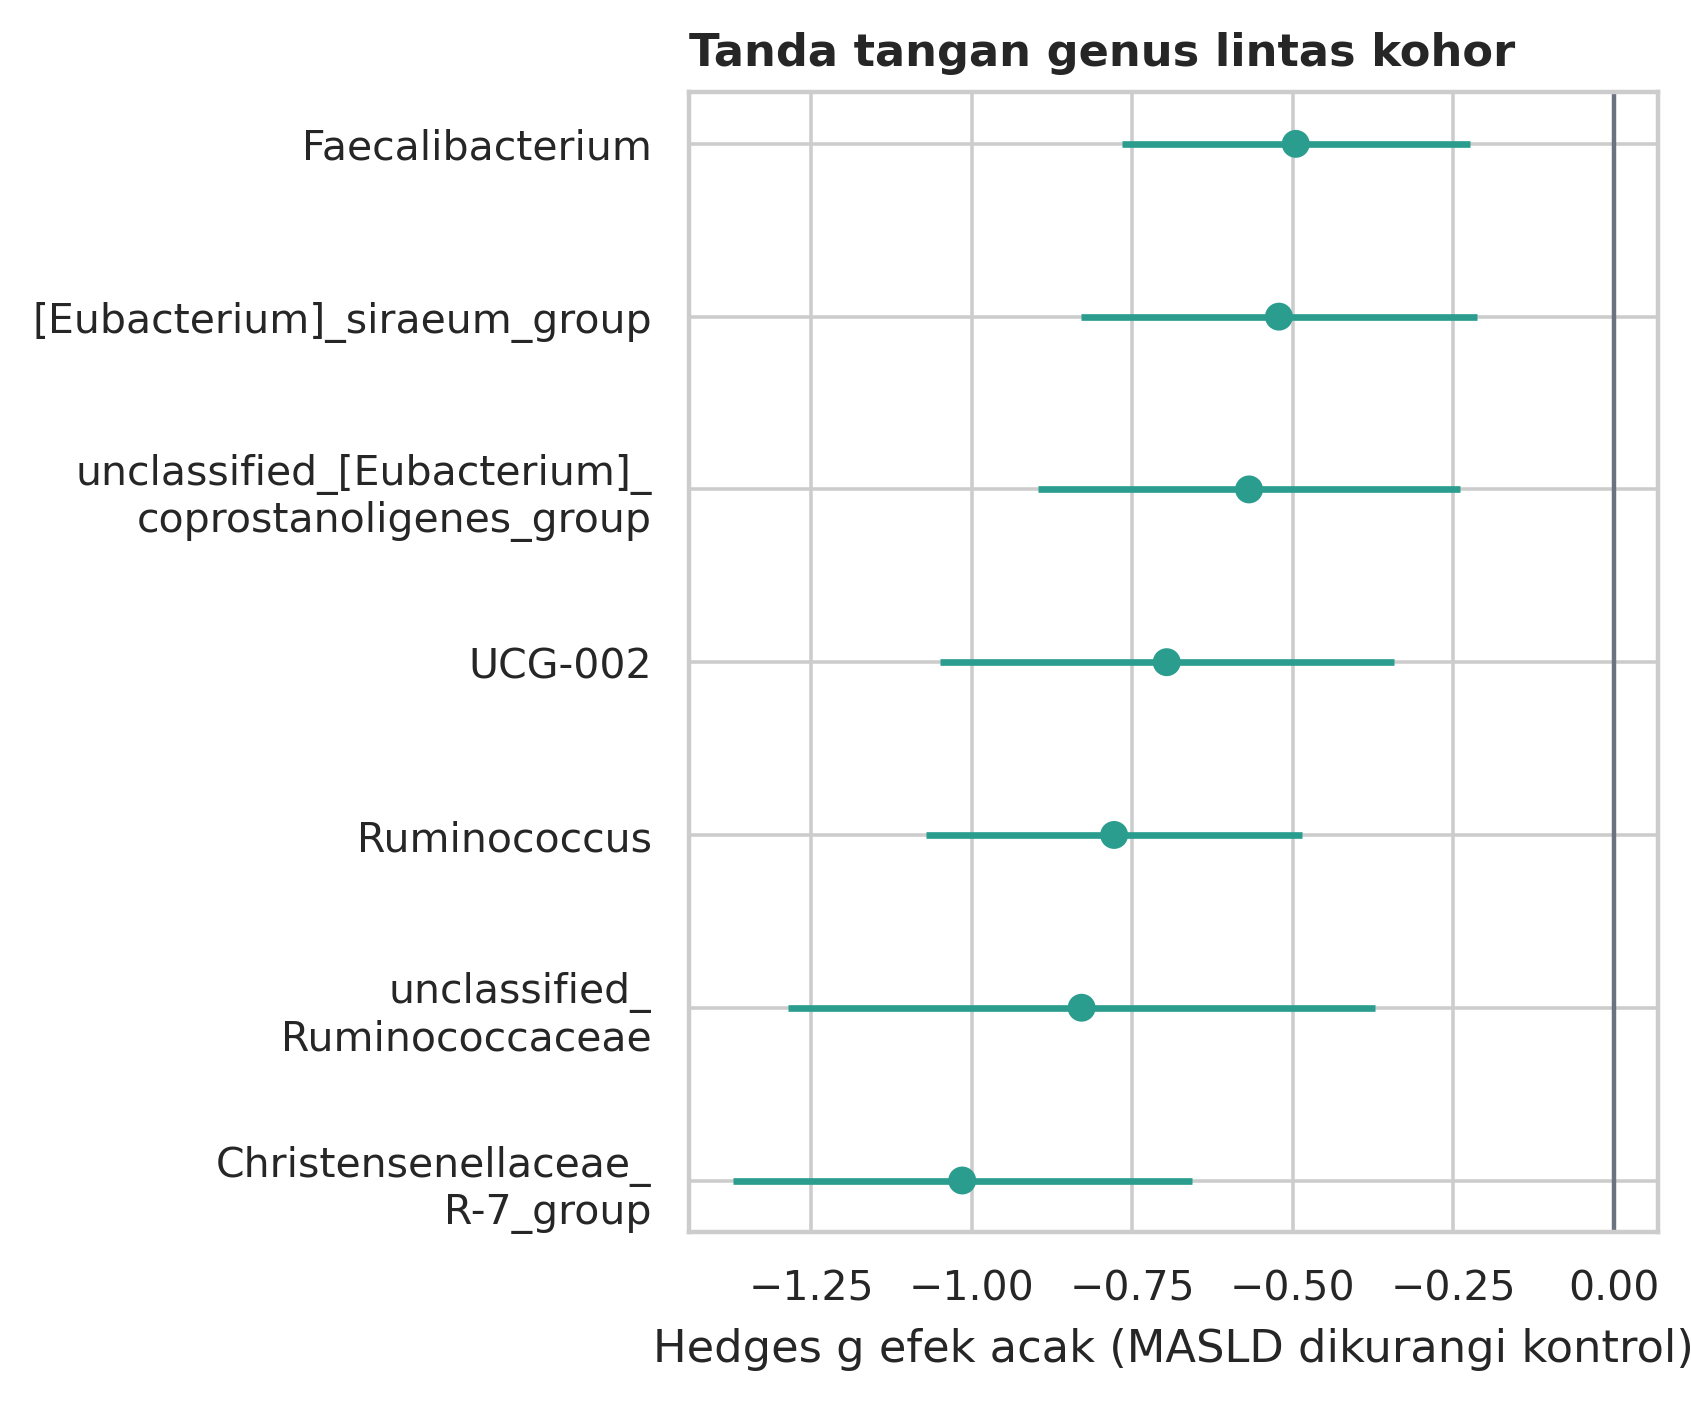 Tanda tangan genus lintas kohor
Faecalibacterium
[Eubacterium]_siraeum_group
unclassified_[Eubacterium]_
coprostanoligenes_group
UCG-002
Ruminococcus
unclassified_
Ruminococcaceae
Christensenellaceae_
R-7_group
−1.25 −1.00 −0.75 −0.50 −0.25 0.00
Hedges g efek acak (MASLD dikurangi kontrol)